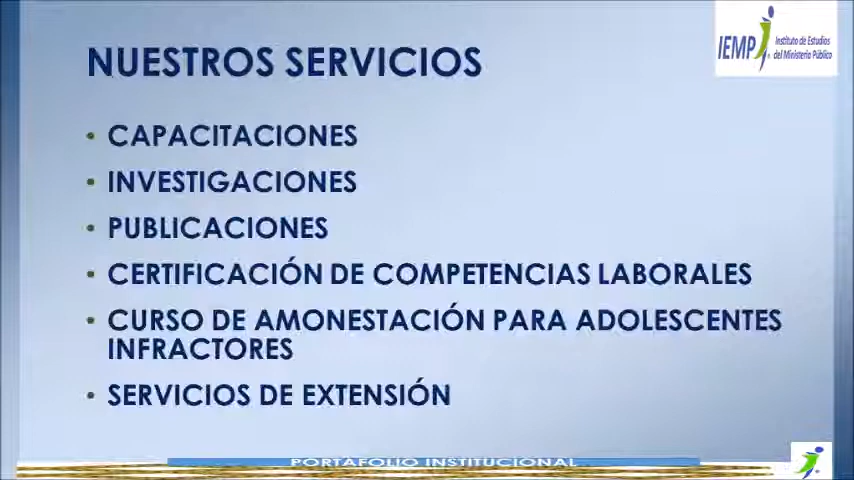 IEMP
Instituto de Estudios
del Ministerio Público
NUESTROS SERVICIOS
• CAPACITACIONES
• INVESTIGACIONES
• PUBLICACIONES
• CERTIFICACIÓN DE COMPETENCIAS LABORALES
• CURSO DE AMONESTACIÓN PARA ADOLESCENTES
INFRACTORES
• SERVICIOS DE EXTENSIÓN
PORTAFOLIO INSTITUCIONAL